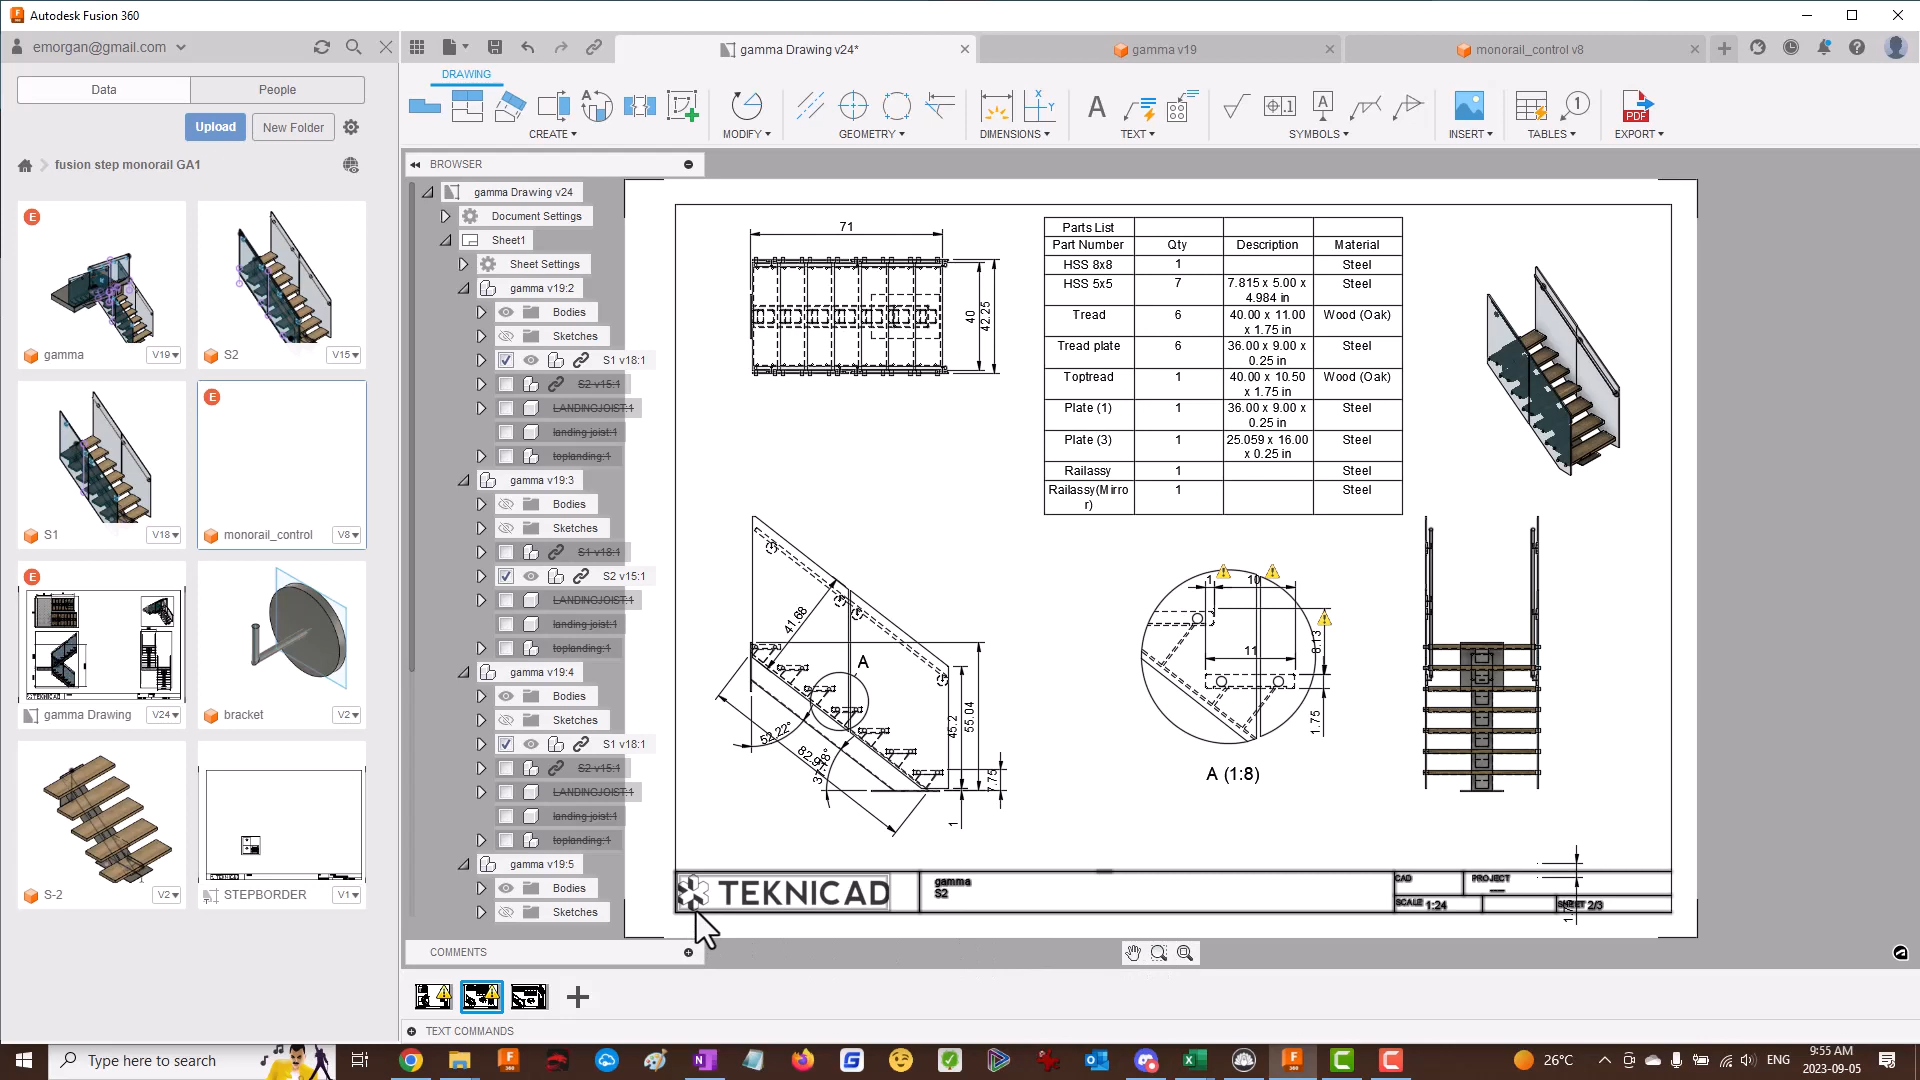 Autodesk Fusion 360
emorgan@gmail.com
gamma Drawing v24*
gamma v19
monorail_control v8
DRAWING
Data
People
CREATE
MODIFY
GEOMETRY
DIMENSIONS
TEXT
SYMBOLS
INSERT
TABLES
PDF
EXPORT
Upload
New Folder
fusion step monorail GA1
BROWSER
gamma Drawing v24
Document Settings
Sheet1
Sheet Settings
gamma v19:2
Bodies
Sketches
S1 v18:1
S2 v15:1
LANDINGJOIST:1
landing joist:1
toplanding:1
gamma v19:3
Bodies
Sketches
S1 v18:1
S2 v15:1
LANDINGJOIST:1
landing joist:1
toplanding:1
gamma v19:4
Bodies
Sketches
S1 v18:1
S2 v15:1
LANDINGJOIST:1
landing joist:1
toplanding:1
gamma v19:5
Bodies
Sketches
E
gamma
V19
S2
V15
S1
V18
E
monorail_control
V8
E
gamma Drawing
V24
bracket
V2
S-2
V2
STEPBORDER
V1
71
40
42.25
Parts List
Part Number Qty Description Material
HSS 8x8 1 Steel
HSS 5x5 7 7.815 x 5.00 x
4.984 in Steel
Tread 6 40.00 x 11.00
x 1.75 in Wood (Oak)
Tread plate 6 36.00 x 9.00 x
0.25 in Steel
Toptread 1 40.00 x 10.50
x 1.75 in Wood (Oak)
Plate (1) 1 36.00 x 9.00 x
0.25 in Steel
Plate (3) 1 25.059 x 16.00
x 0.25 in Steel
Railassy 1 Steel
Railassy(Mirro
r) 1 Steel
41.68
A
52.22°
45.2
55.04
7.75
1
1
10
8.13
11
1.75
A (1:8)
TEKNICAD
gamma
S2
CAD
PROJECT
SCALE 1:24
SHEET 2/3
COMMENTS
TEXT COMMANDS
Type here to search
26°C
ENG
9:55 AM
2023-09-05